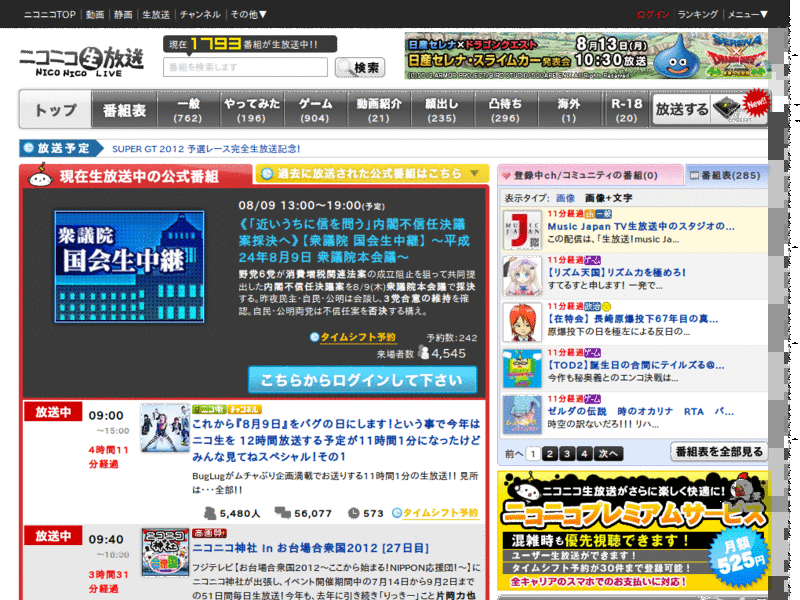 ニコニコTOP 動画 静画 生放送 チャンネル その他▼
ログイン ランキング メニュー▼
ニコニコ生放送
NICO NICO LIVE
現在1793番組が生放送中!!
番組を検索します
検索
日産セレナ×ドラゴンクエスト
日産セレナ・スライムカー発表会
8月13日(月)
10:30放送
SERENA
DRAGON QUEST
トップ
番組表
一般
(762)
やってみた
(196)
ゲーム
(904)
動画紹介
(21)
顔出し
(235)
凸待ち
(296)
海外
(1)
R-18
(20)
放送する
New!!
放送予定
SUPER GT 2012 予選レース完全生放送記念!
現在生放送中の公式番組
過去に放送された公式番組はこちら ▼
衆議院
国会生中継
08/09 13:00～19:00(予定)
《「近いうちに信を問う」内閣不信任決議
案採決へ》【衆議院 国会生中継】 ～平成
24年8月9日 衆議院本会議～
野党6党が消費増税関連法案の成立阻止を狙って共同提
出した内閣不信任決議案を8/9(木)衆議院本会議で採決
する。昨夜民主・自民・公明は会談し、3党合意の維持を確
認。自民・公明両党は不信任案を否決する構え。
タイムシフト予約 予約数:242
来場者数 4,545
こちらからログインして下さい
放送中
09:00
～15:00
4時間11
分経過
チャンネル
これから『8月9日』をバグの日にします!という事で今年は
ニコ生を 12時間放送する予定が11時間1分になったけど
みんな見てねスペシャル!その1
BugLugがムチャぶり企画満載でお送りする11時間1分の生放送!! 見所
は・・・全部!!
5,480人 56,077 573 タイムシフト予約
放送中
09:40
～18:00
3時間31
分経過
ニコニコ
神社
高画質+
ニコニコ神社 in お台場合衆国2012 [27日目]
フジテレビ【お台場合衆国2012～ここから始まる!NIPPON応援団!～】に
ニコニコ神社が出張し、イベント開催期間中の7月14日から9月2日まで
の51日間毎日生放送!今年も、去年に引き続き「りっきー」こと片岡力也
登録中ch/コミュニティの番組(0)
番組表(285)
表示タイプ: 画像 画像+文字
MUSIC JAPAN
11分経過 ch 一般
Music Japan TV生放送中のスタジオの...
この配信は、「生放送!music Ja...
11分経過 ゲーム
【リズム天国】リズム力を極めろ!
すてるすと申します! 一発で...
11分経過 政治
【在特会】長崎原爆投下67年目の真...
原爆投下の日を極左による反日の...
11分経過 ゲーム
【TOD2】誕生日の合間にテイルズる@...
今作も秘奥義とのエンコ決戦は...
11分経過 ゲーム
ゼルダの伝説 時のオカリナ RTA バ...
時空の訳ないだろ!!! リハ...
前へ 1 2 3 4 次へ
番組表を全部見る
ニコニコ生放送がさらに楽しく快適に!
ニコニコプレミアムサービス
混雑時も優先視聴できます!
ユーザー生放送ができます!
タイムシフト予約が30件まで登録可能!
全キャリアのスマホでのお支払いに対応!
月額
525円